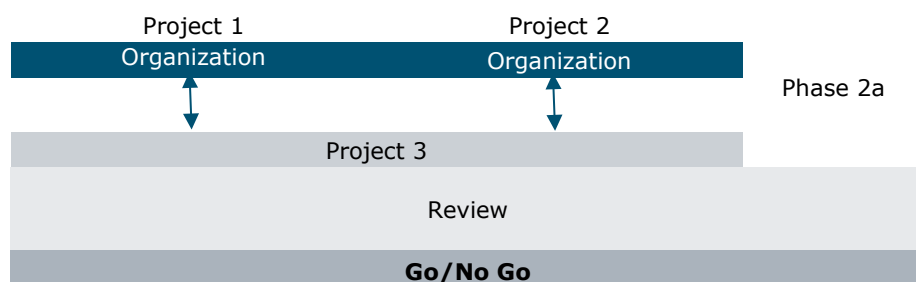 Project 1 Project 2
Organization Organization
Phase 2a
Project 3
Review
Go/No Go